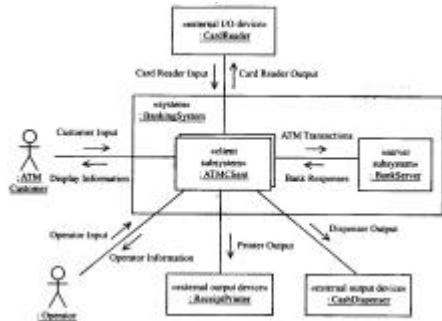 «external I/O device»
: CardReader
Card Reader Input
Card Reader Output
«system»
: BankingSystem
Customer Input
ATM Transactions
«client
subsystem»
: ATMClient
«server
subsystem»
: BankServer
: ATM
Customer
Display Information
Bank Responses
Operator Input
Dispenser Output
Operator Information
Printer Output
: Operator
«external output device»
: ReceiptPrinter
«external output device»
: CashDispenser